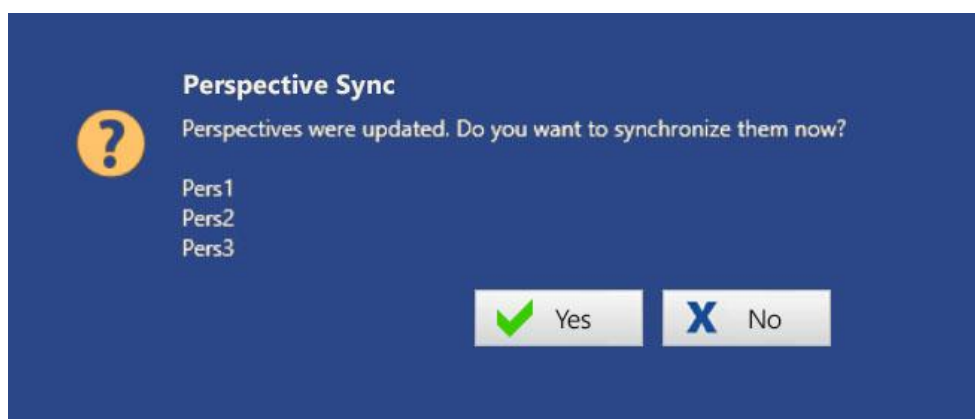 Perspective Sync
Perspectives were updated. Do you want to synchronize them now?
Pers1
Pers2
Pers3
Yes
No